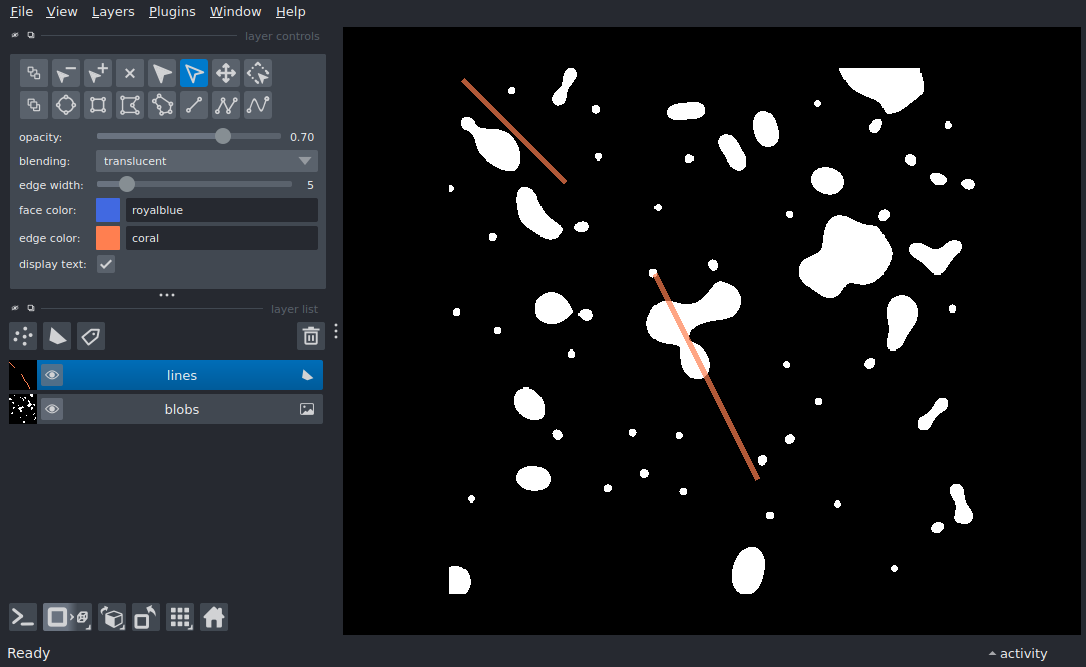 File View Layers Plugins Window Help
layer controls
opacity: 0.70
blending: translucent
edge width: 5
face color: royalblue
edge color: coral
display text:
layer list
lines
blobs
Ready
activity